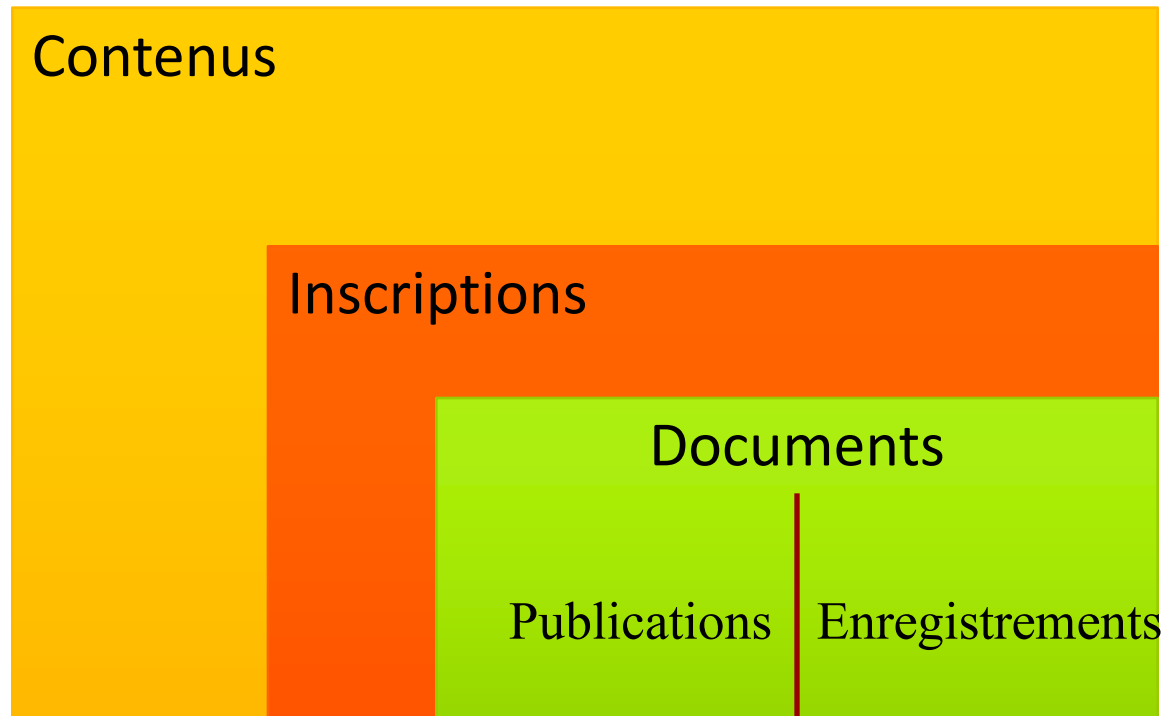 Contenus
Inscriptions
Documents
Publications
Enregistrements